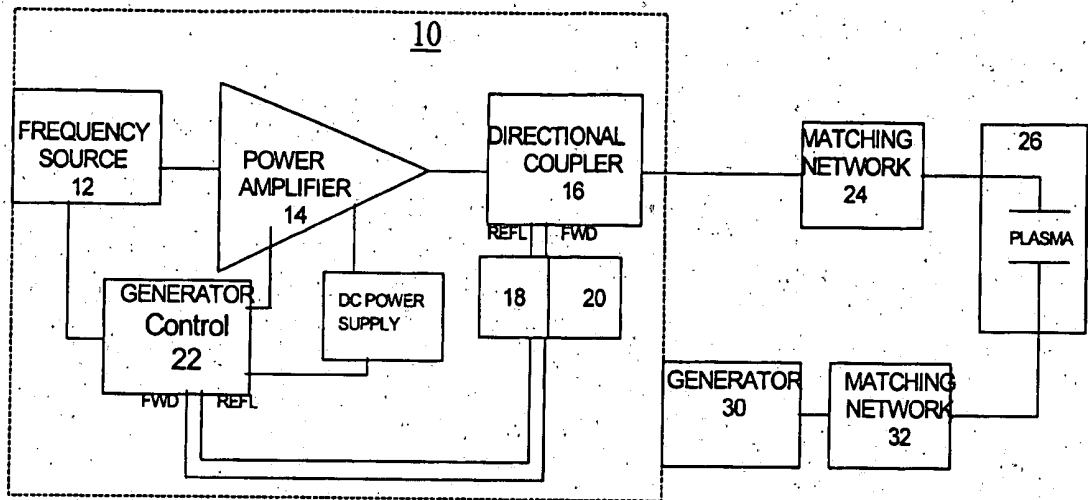 10
FREQUENCY
SOURCE
12
POWER
AMPLIFIER
14
DIRECTIONAL
COUPLER
16
REFL FWD
18 20
GENERATOR
Control
22
FWD REFL
DC POWER
SUPPLY
MATCHING
NETWORK
24
26
PLASMA
GENERATOR
30
MATCHING
NETWORK
32